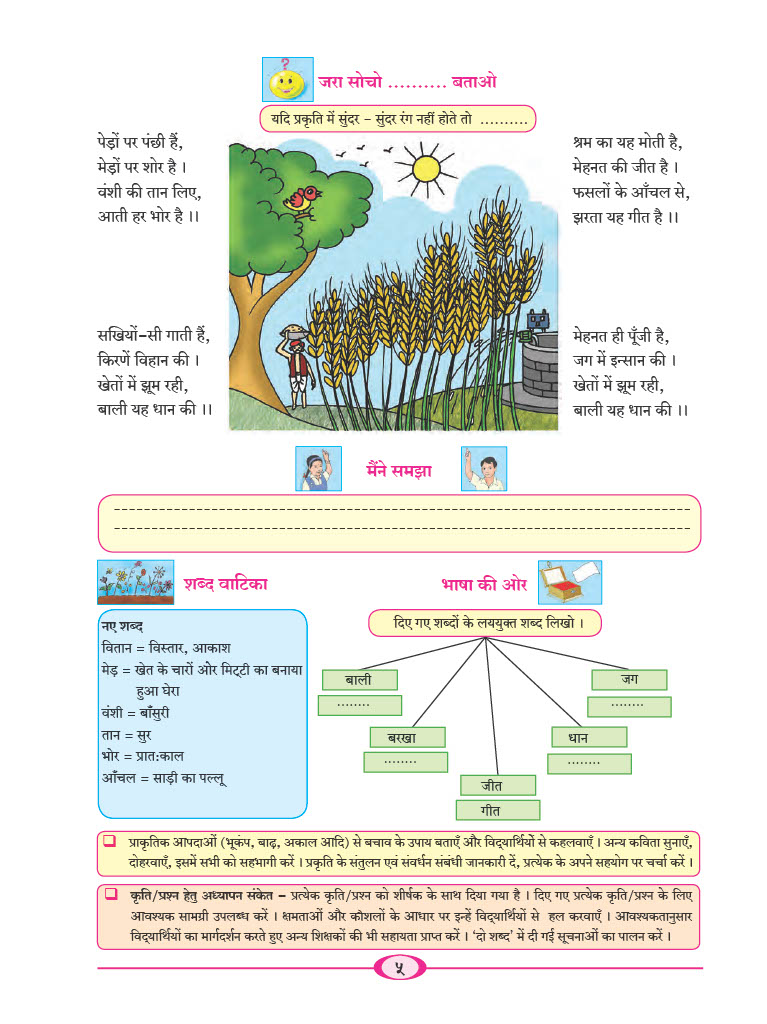 ?
जरा सोचो .......... बताओ
यदि प्रकृति में सुंदर – सुंदर रंग नहीं होते तो ..........
पेड़ों पर पंछी हैं,
मेड़ों पर शोर है ।
वंशी की तान लिए,
आती हर भोर है ।।
श्रम का यह मोती है,
मेहनत की जीत है ।
फसलों के आँचल से,
झरता यह गीत है ।।
सखियों–सी गाती हैं,
किरणें विहान की ।
खेतों में झूम रही,
बाली यह धान की ।।
मेहनत ही पूँजी है,
जग में इन्सान की ।
खेतों में झूम रही,
बाली यह धान की ।।
मैंने समझा
शब्द वाटिका
नए शब्द
वितान = विस्तार, आकाश
मेड़ = खेत के चारों ओर मिट्टी का बनाया
हुआ घेरा
वंशी = बाँसुरी
तान = सुर
भोर = प्रात:काल
आँचल = साड़ी का पल्लू
भाषा की ओर
दिए गए शब्दों के लययुक्त शब्द लिखो ।
बाली
........
जग
........
बरखा
........
धान
........
जीत
गीत
प्राकृतिक आपदाओं (भूकंप, बाढ़, अकाल आदि) से बचाव के उपाय बताएँ और विद्यार्थियों से कहलवाएँ । अन्य कविता सुनाएँ,
दोहरवाएँ, इसमें सभी को सहभागी करें । प्रकृति के संतुलन एवं संवर्धन संबंधी जानकारी दें, प्रत्येक के अपने सहयोग पर चर्चा करें ।
कृति/प्रश्न हेतु अध्यापन संकेत – प्रत्येक कृति/प्रश्न को शीर्षक के साथ दिया गया है । दिए गए प्रत्येक कृति/प्रश्न के लिए
आवश्यक सामग्री उपलब्ध करें । क्षमताओं और कौशलों के आधार पर इन्हें विद्यार्थियों से हल करवाएँ । आवश्यकतानुसार
विद्यार्थियों का मार्गदर्शन करते हुए अन्य शिक्षकों की भी सहायता प्राप्त करें । ‘दो शब्द’ में दी गई सूचनाओं का पालन करें ।
५